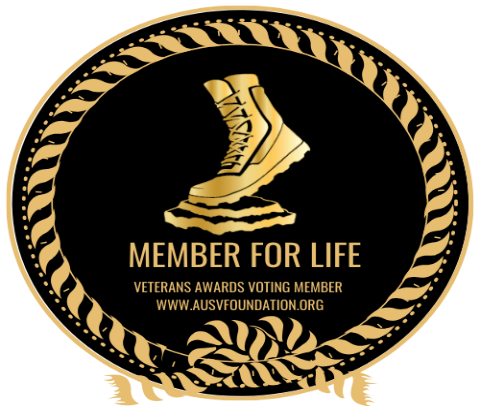 MEMBER FOR LIFE
VETERANS AWARDS VOTING MEMBER
WWW.AUSVFOUNDATION.ORG